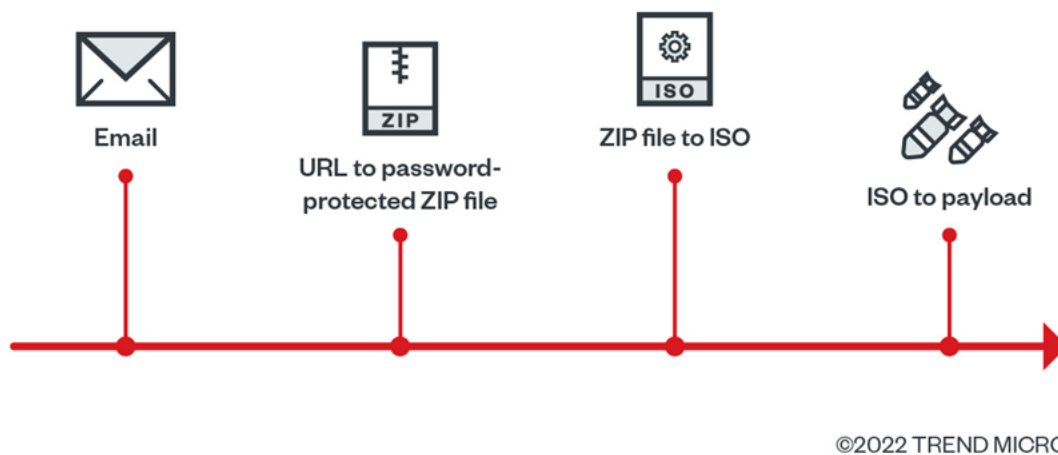 Email
ZIP
URL to password-
protected ZIP file
ISO
ZIP file to ISO
ISO to payload
©2022 TREND MICRO